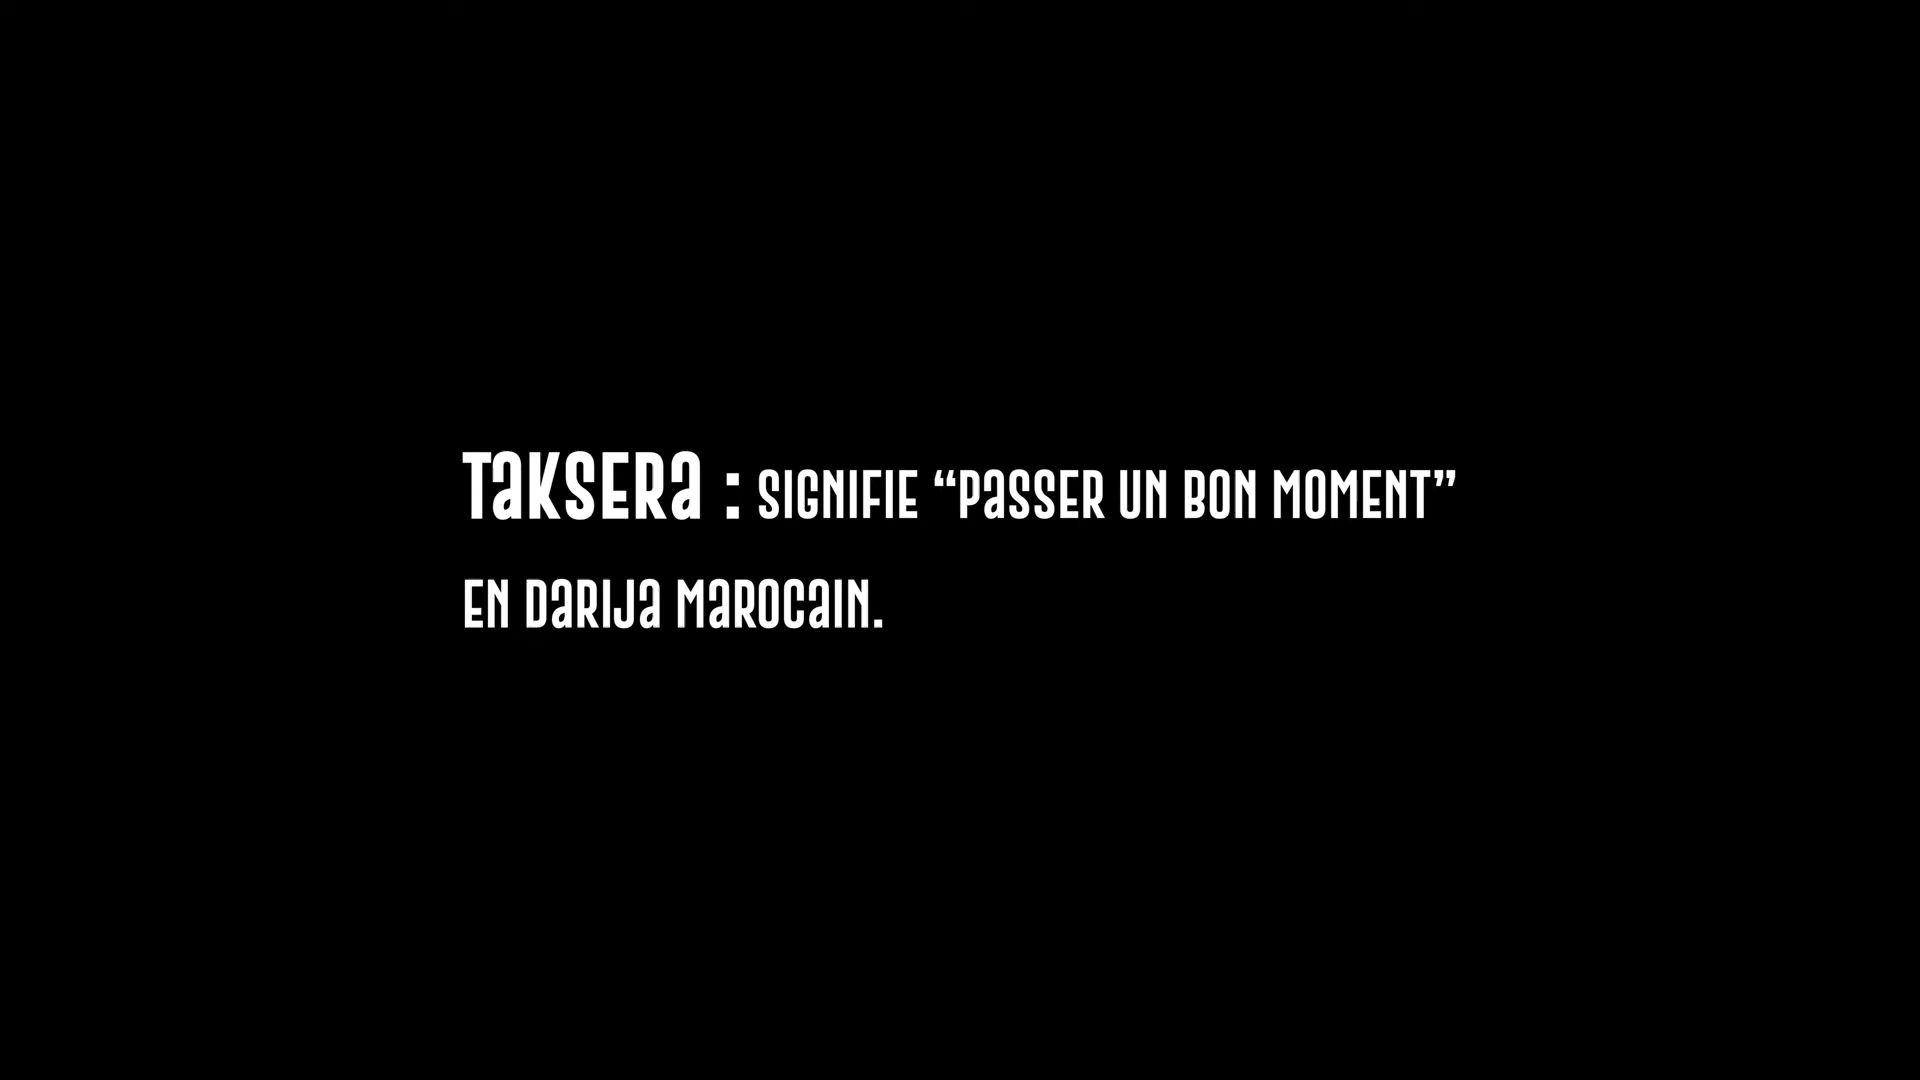 TaKSERa : SIGNIFIE “PaSSER UN BON MOMENT”
EN DaRIJa MaROCaIN.